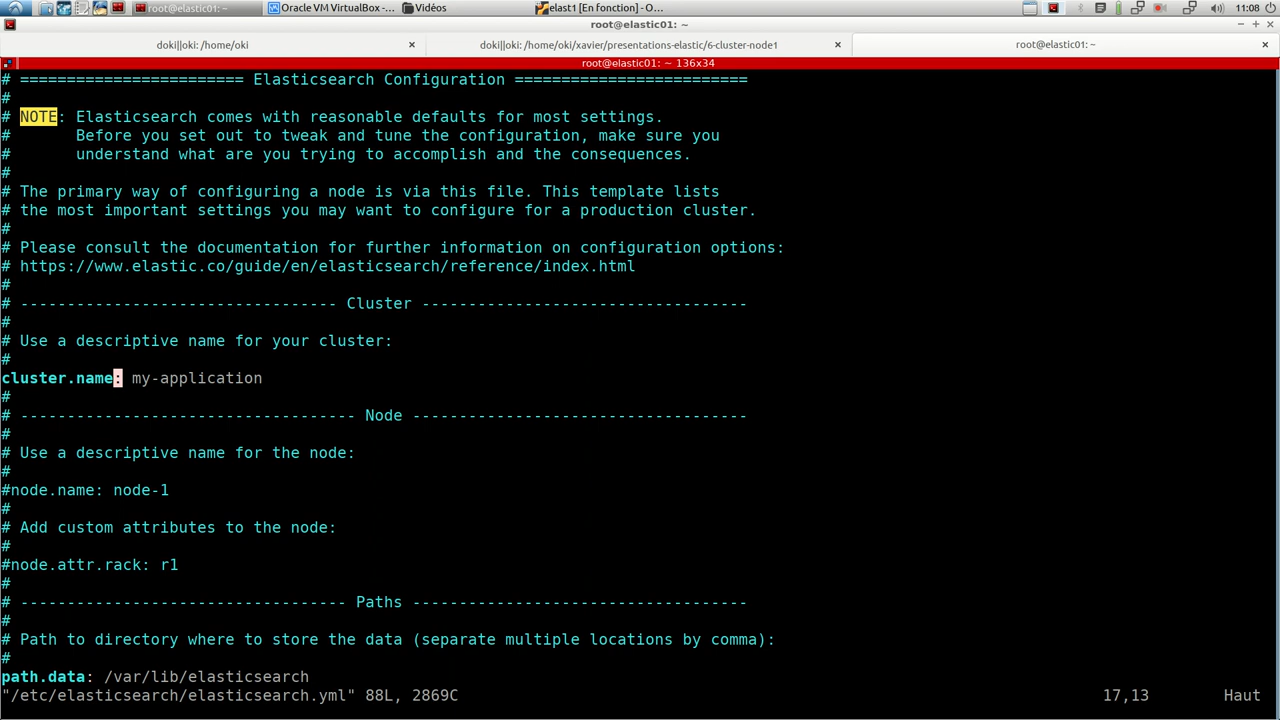 root@elastic01: ~
Oracle VM VirtualBox -...
Vidéos
elast1 [En fonction] - O...
11:08
root@elastic01: ~
doki||oki: /home/oki
doki||oki: /home/oki/xavier/presentations-elastic/6-cluster-node1
root@elastic01: ~
root@elastic01: ~ 136x34
# ======================== Elasticsearch Configuration =========================
#
# NOTE: Elasticsearch comes with reasonable defaults for most settings.
#       Before you set out to tweak and tune the configuration, make sure you
#       understand what are you trying to accomplish and the consequences.
#
# The primary way of configuring a node is via this file. This template lists
# the most important settings you may want to configure for a production cluster.
#
# Please consult the documentation for further information on configuration options:
# https://www.elastic.co/guide/en/elasticsearch/reference/index.html
#
# ---------------------------------- Cluster -----------------------------------
#
# Use a descriptive name for your cluster:
#
cluster.name: my-application
#
# ------------------------------------ Node ------------------------------------
#
# Use a descriptive name for the node:
#
#node.name: node-1
#
# Add custom attributes to the node:
#
#node.attr.rack: r1
#
# ----------------------------------- Paths ------------------------------------
#
# Path to directory where to store the data (separate multiple locations by comma):
#
path.data: /var/lib/elasticsearch
"/etc/elasticsearch/elasticsearch.yml" 88L, 2869C 17,13 Haut